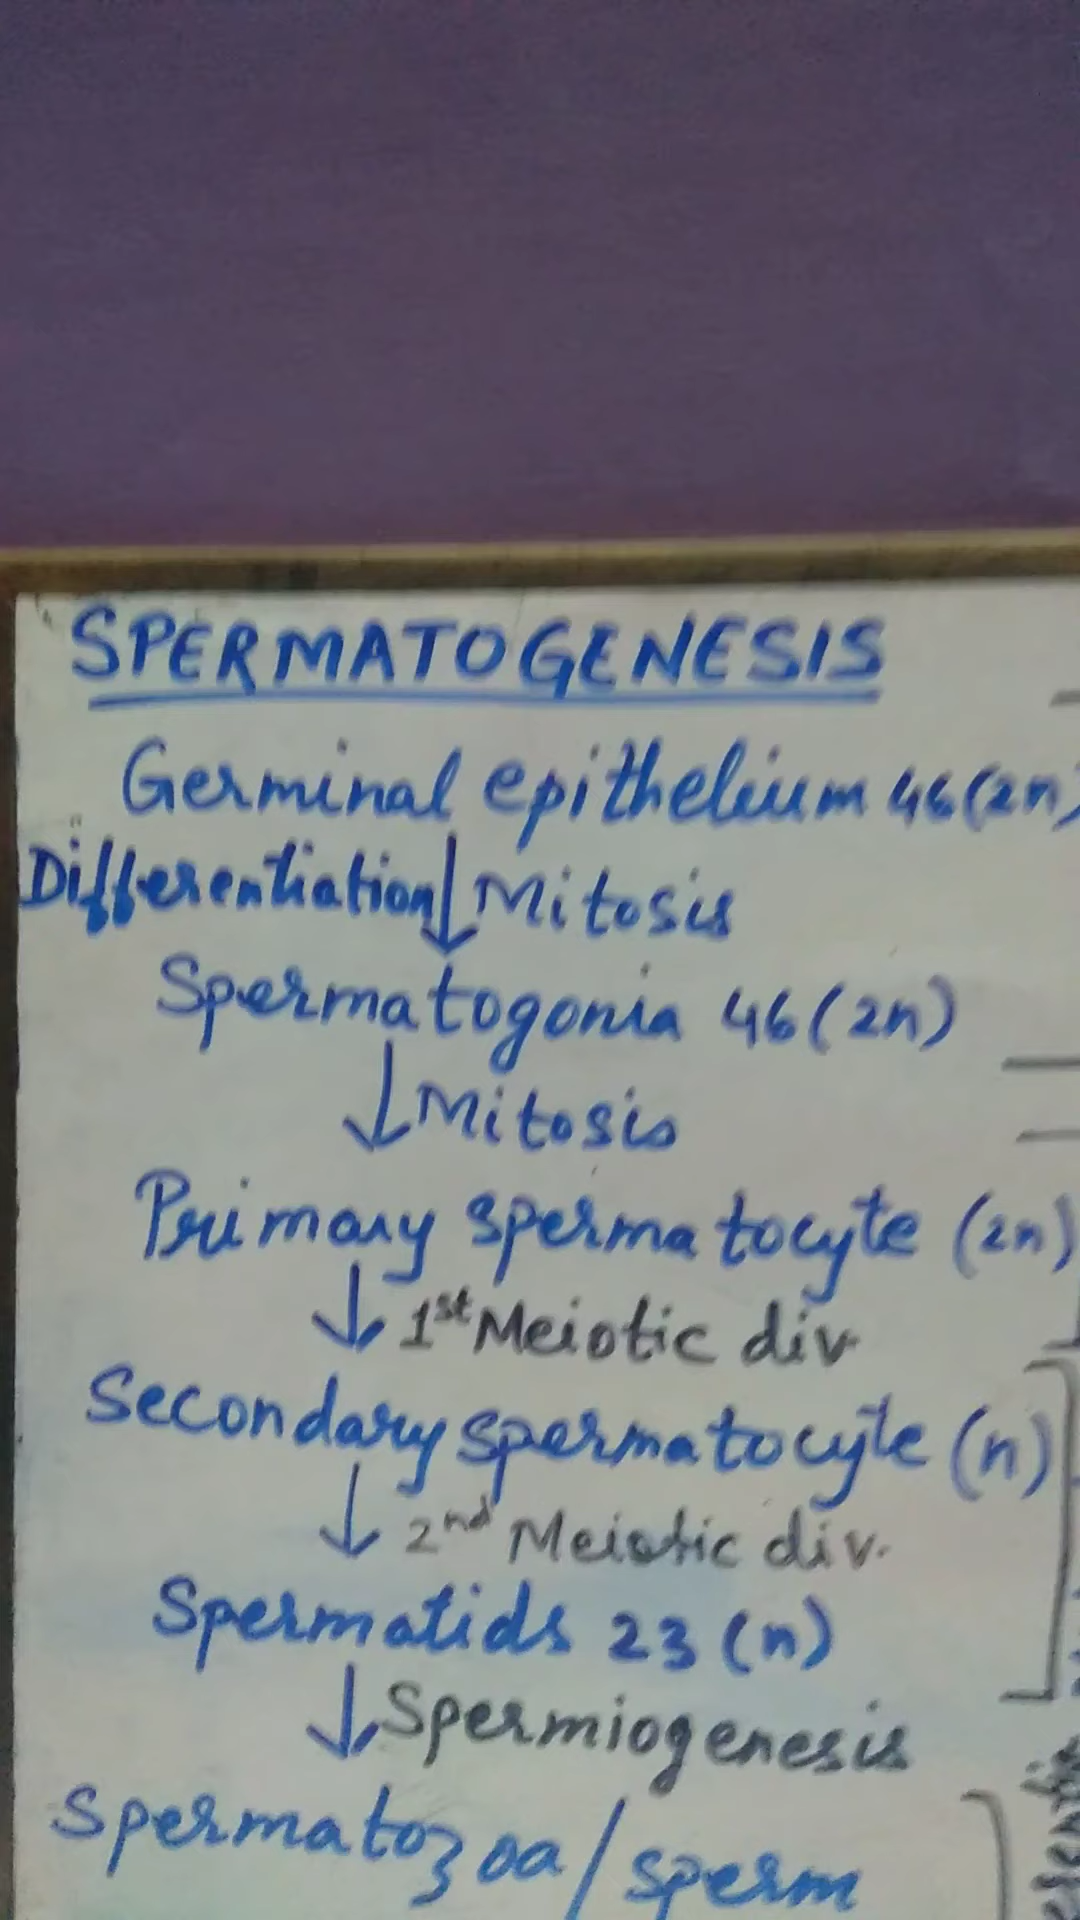 SPERMATOGENESIS
Germinal epithelium 46(2n)
Differentiation ↓ Mitosis
Spermatogonia 46(2n)
↓ Mitosis
Primary spermatocyte (2n)
↓ 1st Meiotic div.
Secondary spermatocyte (n)
↓ 2nd Meiotic div.
Spermatids 23 (n)
↓ Spermiogenesis
Spermatozoa/sperm